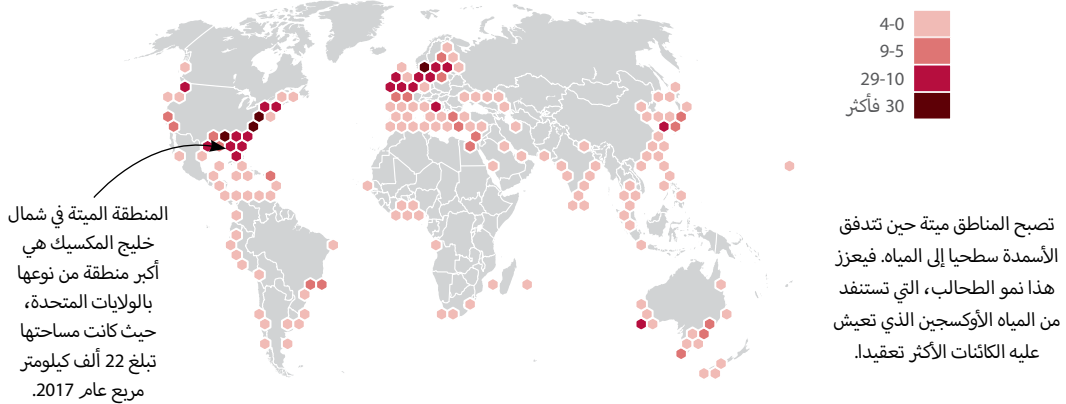 4-0
9-5
29-10
30 فأكثر
المنطقة الميتة في شمال
خليج المكسيك هي
أكبر منطقة من نوعها
بالولايات المتحدة،
حيث كانت مساحتها
تبلغ 22 ألف كيلومتر
مربع عام 2017.
تصبح المناطق ميتة حين تتدفق
الأسمدة سطحيا إلى المياه. فيعزز
هذا نمو الطحالب، التي تستنفد
من المياه الأوكسجين الذي تعيش
عليه الكائنات الأكثر تعقيدا.